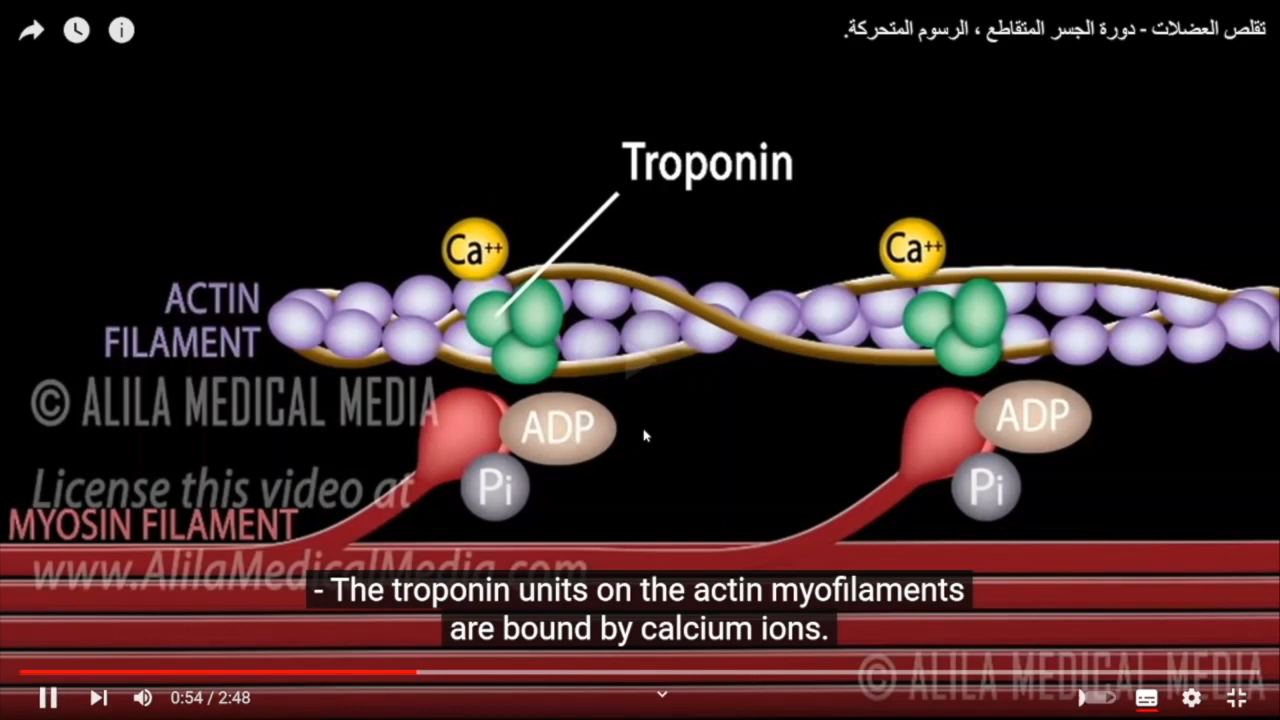 تقلص العضلات - دورة الجسر المتقاطع ، الرسوم المتحركة.
Troponin
Ca++
Ca++
ACTIN
FILAMENT
© ALILA MEDICAL MEDIA
ADP
ADP
Pi
Pi
License this video at
MYOSIN FILAMENT
www.AlilaMedicalMedia.com
- The troponin units on the actin myofilaments
are bound by calcium ions.
© ALILA MEDICAL MEDIA
0:54 / 2:48